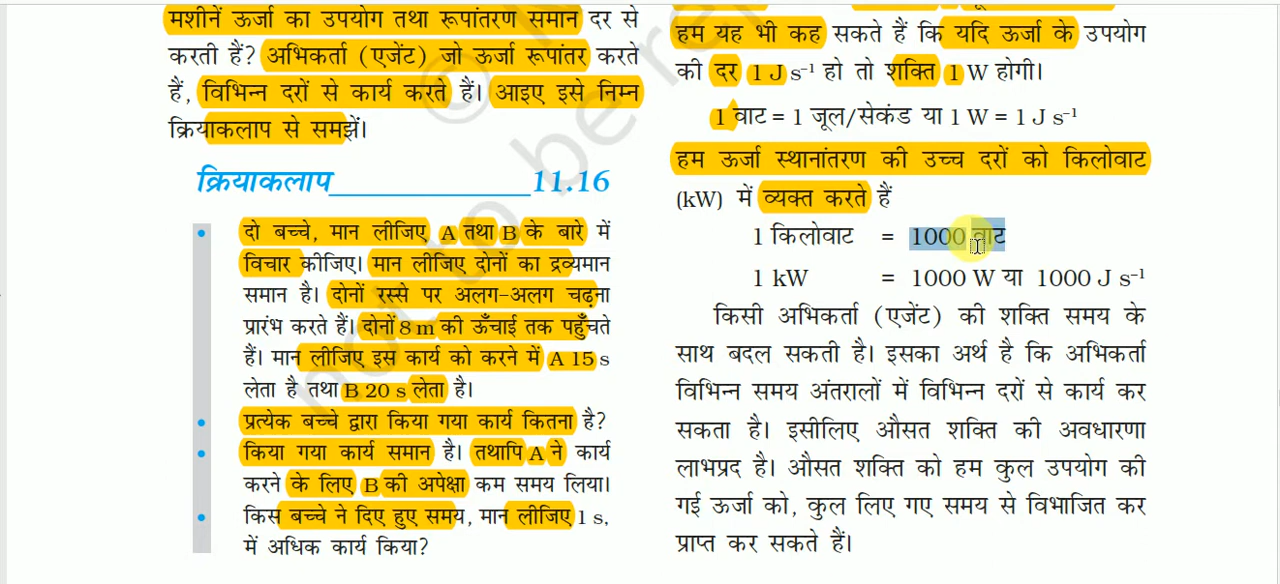 मशीनें ऊर्जा का उपयोग तथा रूपांतरण समान दर से
करती हैं? अभिकर्ता (एजेंट) जो ऊर्जा रूपांतर करते
हैं, विभिन्न दरों से कार्य करते हैं। आइए इसे निम्न
क्रियाकलाप से समझें।
क्रियाकलाप_______________11.16
• दो बच्चे, मान लीजिए A तथा B के बारे में
विचार कीजिए। मान लीजिए दोनों का द्रव्यमान
समान है। दोनों रस्से पर अलग-अलग चढ़ना
प्रारंभ करते हैं। दोनों 8 m की ऊँचाई तक पहुँचते
हैं। मान लीजिए इस कार्य को करने में A 15 s
लेता है तथा B 20 s लेता है।
• प्रत्येक बच्चे द्वारा किया गया कार्य कितना है?
• किया गया कार्य समान है। तथापि A ने कार्य
करने के लिए B की अपेक्षा कम समय लिया।
• किस बच्चे ने दिए हुए समय, मान लीजिए 1 s,
में अधिक कार्य किया?
हम यह भी कह सकते हैं कि यदि ऊर्जा के उपयोग
की दर 1 J s⁻¹ हो तो शक्ति 1 W होगी।
1 वाट = 1 जूल/सेकंड या 1 W = 1 J s⁻¹
हम ऊर्जा स्थानांतरण की उच्च दरों को किलोवाट
(kW) में व्यक्त करते हैं
1 किलोवाट = 1000 वाट
1 kW = 1000 W या 1000 J s⁻¹
किसी अभिकर्ता (एजेंट) की शक्ति समय के
साथ बदल सकती है। इसका अर्थ है कि अभिकर्ता
विभिन्न समय अंतरालों में विभिन्न दरों से कार्य कर
सकता है। इसीलिए औसत शक्ति की अवधारणा
लाभप्रद है। औसत शक्ति को हम कुल उपयोग की
गई ऊर्जा को, कुल लिए गए समय से विभाजित कर
प्राप्त कर सकते हैं।
not to be re